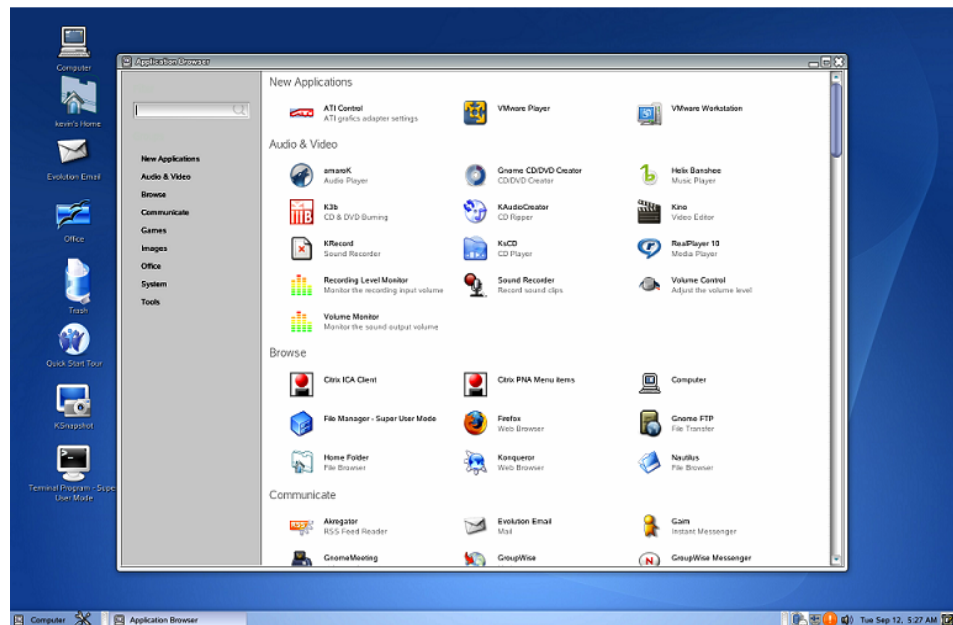 Computer
kevin's Home
Evolution Email
Office
Trash
Quick Start Tour
KSnapshot
Terminal Program - Supe
User Mode
Application Browser
New Applications
Audio & Video
Browse
Communicate
Games
Images
Office
System
Tools
New Applications
ATI Control
ATI grafics adapter settings
VMware Player
VMware Workstation
Audio & Video
amaroK
Audio Player
Gnome CD/DVD Creator
CD/DVD Creator
Helix Banshee
Music Player
K3b
CD & DVD Burning
KAudioCreator
CD Ripper
Kino
Video Editor
KRecord
Sound Recorder
KsCD
CD Player
RealPlayer 10
Media Player
Recording Level Monitor
Monitor the recording input volume
Sound Recorder
Record sound clips
Volume Control
Adjust the volume level
Volume Monitor
Monitor the sound output volume
Browse
Citrix ICA Client
Citrix PNA Menu items
Computer
File Manager - Super User Mode
Firefox
Web Browser
Gnome FTP
File Transfer
Home Folder
File Browser
Konqueror
Web Browser
Nautilus
File Browser
Communicate
Akregator
RSS Feed Reader
Evolution Email
Mail
Gaim
Instant Messenger
GnomeMeeting
GroupWise
GroupWise Messenger
Computer
Application Browser
Tue Sep 12, 5:27 AM